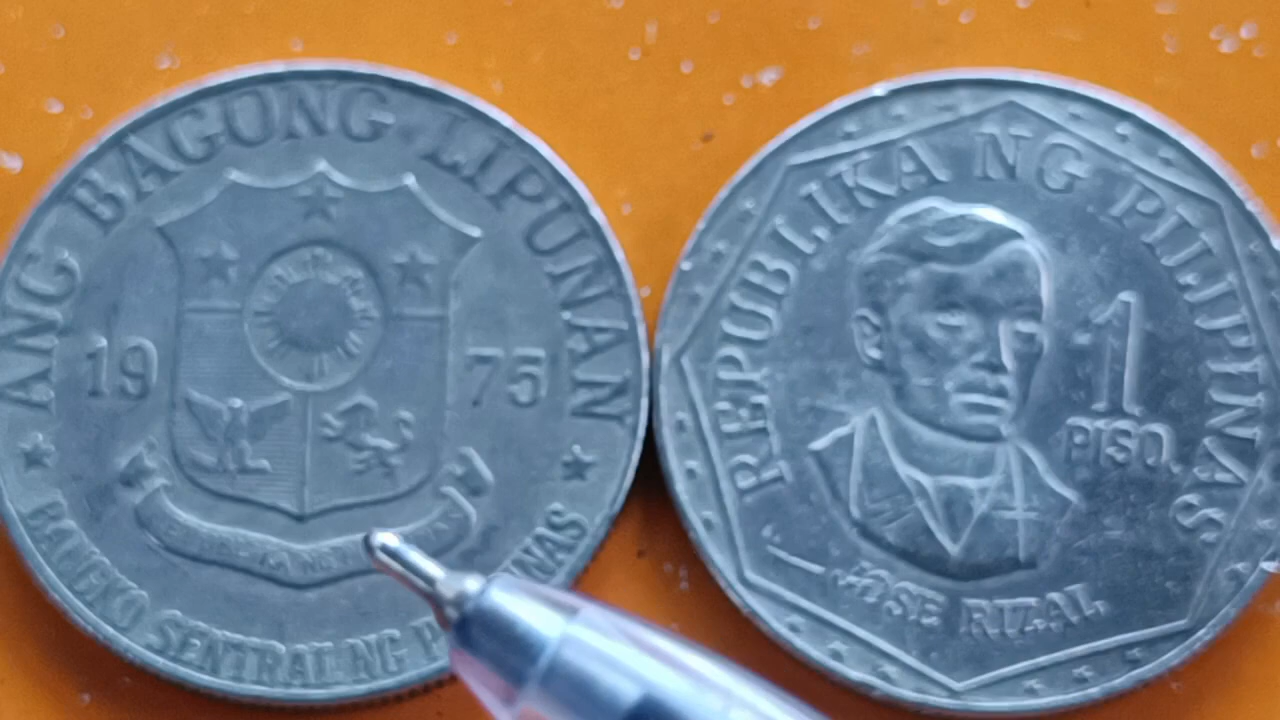 ANG BAGONG LIPUNAN
19 75
BANGKO SENTRAL NG
REPUBLIKA NG PILIPINAS
1
PISO
JOSE RIZAL